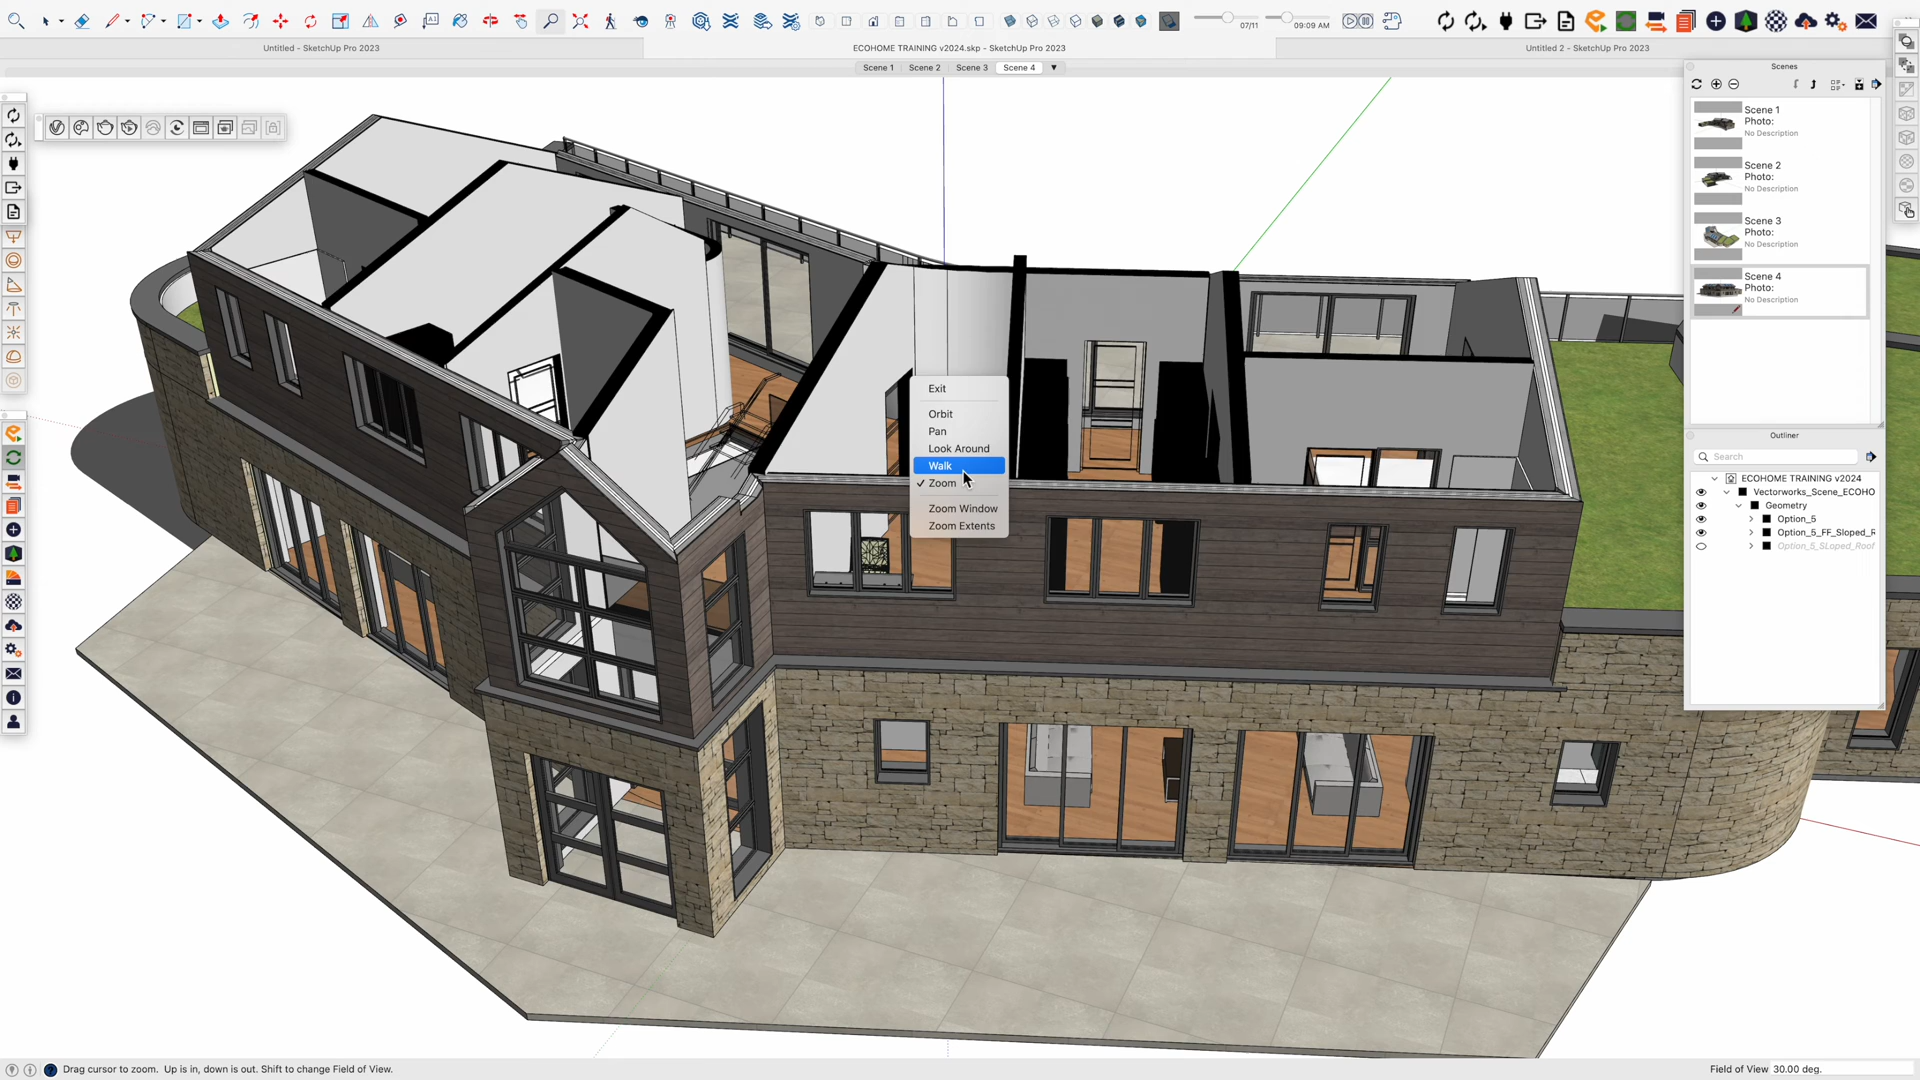 07/11
09:09 AM
Untitled - SketchUp Pro 2023
ECOHOME TRAINING v2024.skp - SketchUp Pro 2023
Untitled 2 - SketchUp Pro 2023
Scene 1
Scene 2
Scene 3
Scene 4
Scenes
Scene 1
Photo:
No Description
Scene 2
Photo:
No Description
Scene 3
Photo:
No Description
Scene 4
Photo:
No Description
Exit
Orbit
Pan
Look Around
Walk
Zoom
Zoom Window
Zoom Extents
Outliner
Search
ECOHOME TRAINING v2024
Vectorworks_Scene_ECOHO
Geometry
Option_5
Option_5_FF_Sloped_R
Option_5_SLoped_Roof
Drag cursor to zoom. Up is in, down is out. Shift to change Field of View.
Field of View 30.00 deg.